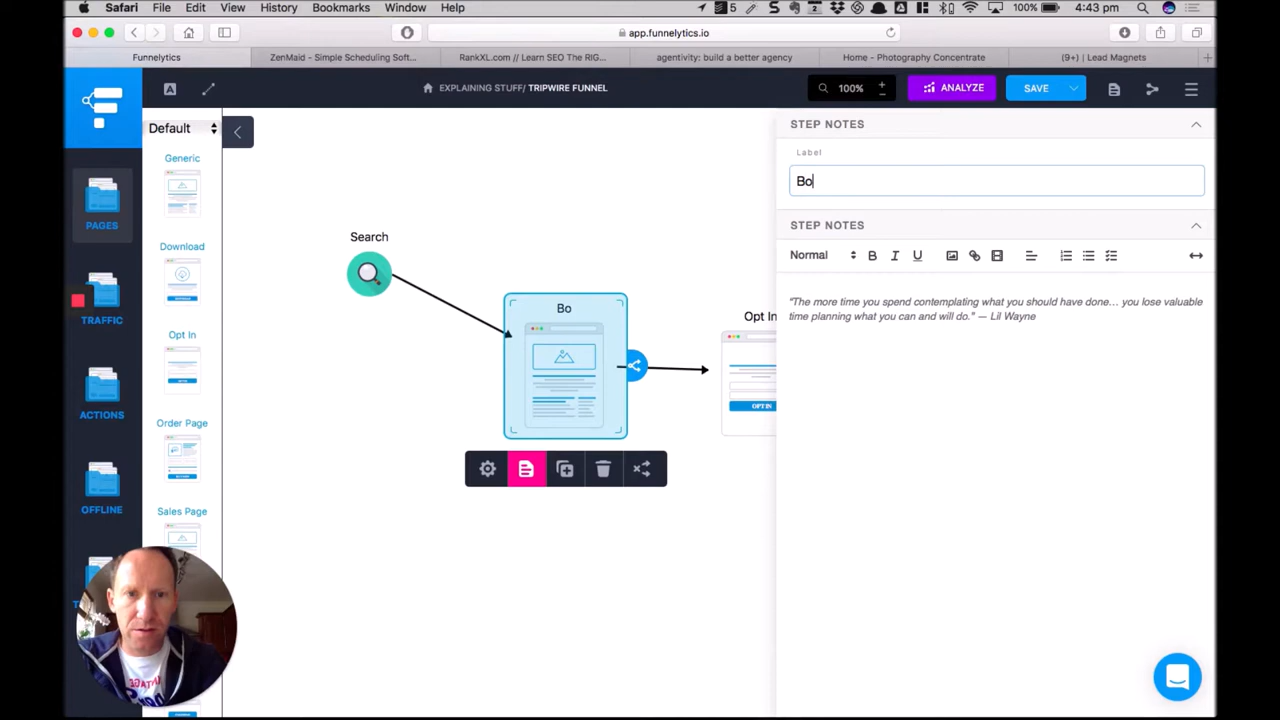 Safari File Edit View History Bookmarks Window Help 5 100% 4:43 pm
app.funnelytics.io
Funnelytics ZenMaid - Simple Scheduling Soft... RankXL.com // Learn SEO The RIG... agentivity: build a better agency Home - Photography Concentrate (9+) | Lead Magnets
A EXPLAINING STUFF/ TRIPWIRE FUNNEL 100% ANALYZE SAVE
Default
Generic
Download
Opt In
Order Page
Sales Page
PAGES
TRAFFIC
ACTIONS
OFFLINE
Search
Bo
Opt In
OPT IN
STEP NOTES
Label
Bo
STEP NOTES
Normal B I U
"The more time you spend contemplating what you should have done... you lose valuable
time planning what you can and will do." — Lil Wayne